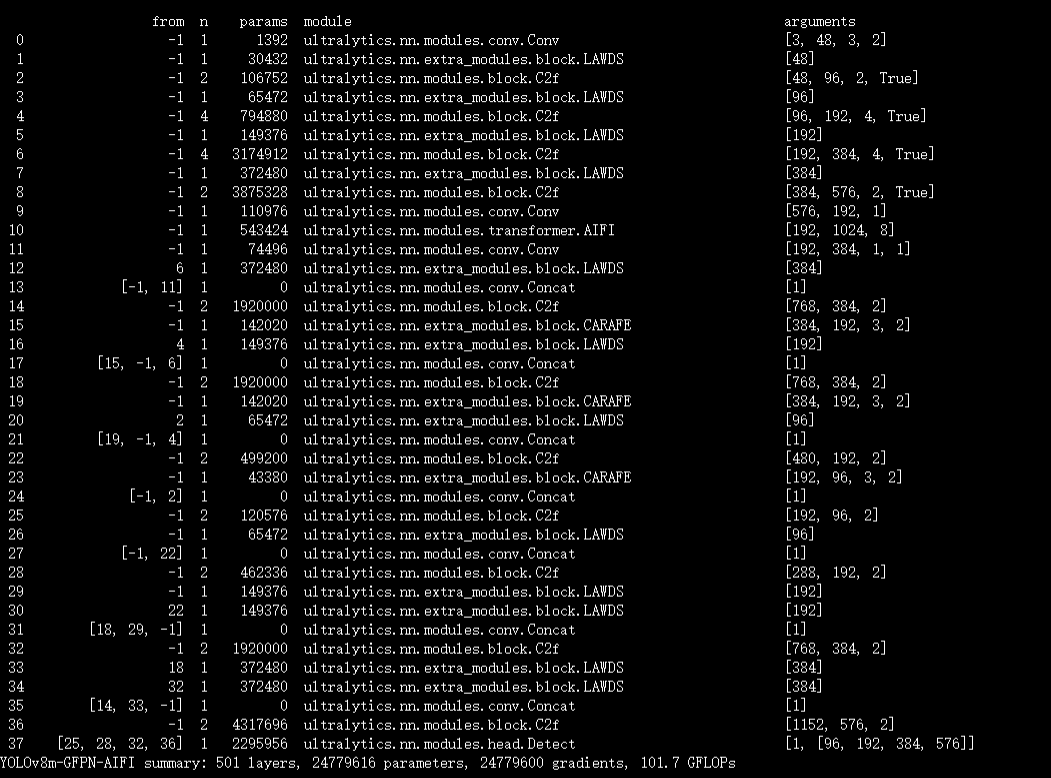 from n params module arguments
0 -1 1 1392 ultralytics.nn.modules.conv.Conv [3, 48, 3, 2]
1 -1 1 30432 ultralytics.nn.extra_modules.block.LAWDS [48]
2 -1 2 106752 ultralytics.nn.modules.block.C2f [48, 96, 2, True]
3 -1 1 65472 ultralytics.nn.extra_modules.block.LAWDS [96]
4 -1 4 794880 ultralytics.nn.modules.block.C2f [96, 192, 4, True]
5 -1 1 149376 ultralytics.nn.extra_modules.block.LAWDS [192]
6 -1 4 3174912 ultralytics.nn.modules.block.C2f [192, 384, 4, True]
7 -1 1 372480 ultralytics.nn.extra_modules.block.LAWDS [384]
8 -1 2 3875328 ultralytics.nn.modules.block.C2f [384, 576, 2, True]
9 -1 1 110976 ultralytics.nn.modules.conv.Conv [576, 192, 1]
10 -1 1 543424 ultralytics.nn.modules.transformer.AIFI [192, 1024, 8]
11 -1 1 74496 ultralytics.nn.modules.conv.Conv [192, 384, 1, 1]
12 6 1 372480 ultralytics.nn.extra_modules.block.LAWDS [384]
13 [-1, 11] 1 0 ultralytics.nn.modules.conv.Concat [1]
14 -1 2 1920000 ultralytics.nn.modules.block.C2f [768, 384, 2]
15 -1 1 142020 ultralytics.nn.extra_modules.block.CARAFE [384, 192, 3, 2]
16 4 1 149376 ultralytics.nn.extra_modules.block.LAWDS [192]
17 [15, -1, 6] 1 0 ultralytics.nn.modules.conv.Concat [1]
18 -1 2 1920000 ultralytics.nn.modules.block.C2f [768, 384, 2]
19 -1 1 142020 ultralytics.nn.extra_modules.block.CARAFE [384, 192, 3, 2]
20 2 1 65472 ultralytics.nn.extra_modules.block.LAWDS [96]
21 [19, -1, 4] 1 0 ultralytics.nn.modules.conv.Concat [1]
22 -1 2 499200 ultralytics.nn.modules.block.C2f [480, 192, 2]
23 -1 1 43380 ultralytics.nn.extra_modules.block.CARAFE [192, 96, 3, 2]
24 [-1, 2] 1 0 ultralytics.nn.modules.conv.Concat [1]
25 -1 2 120576 ultralytics.nn.modules.block.C2f [192, 96, 2]
26 -1 1 65472 ultralytics.nn.extra_modules.block.LAWDS [96]
27 [-1, 22] 1 0 ultralytics.nn.modules.conv.Concat [1]
28 -1 2 462336 ultralytics.nn.modules.block.C2f [288, 192, 2]
29 -1 1 149376 ultralytics.nn.extra_modules.block.LAWDS [192]
30 22 1 149376 ultralytics.nn.extra_modules.block.LAWDS [192]
31 [18, 29, -1] 1 0 ultralytics.nn.modules.conv.Concat [1]
32 -1 2 1920000 ultralytics.nn.modules.block.C2f [768, 384, 2]
33 18 1 372480 ultralytics.nn.extra_modules.block.LAWDS [384]
34 32 1 372480 ultralytics.nn.extra_modules.block.LAWDS [384]
35 [14, 33, -1] 1 0 ultralytics.nn.modules.conv.Concat [1]
36 -1 2 4317696 ultralytics.nn.modules.block.C2f [1152, 576, 2]
37 [25, 28, 32, 36] 1 2295956 ultralytics.nn.modules.head.Detect [1, [96, 192, 384, 576]]
YOLOv8m-GFPN-AIFI summary: 501 layers, 24779616 parameters, 24779600 gradients, 101.7 GFLOPs